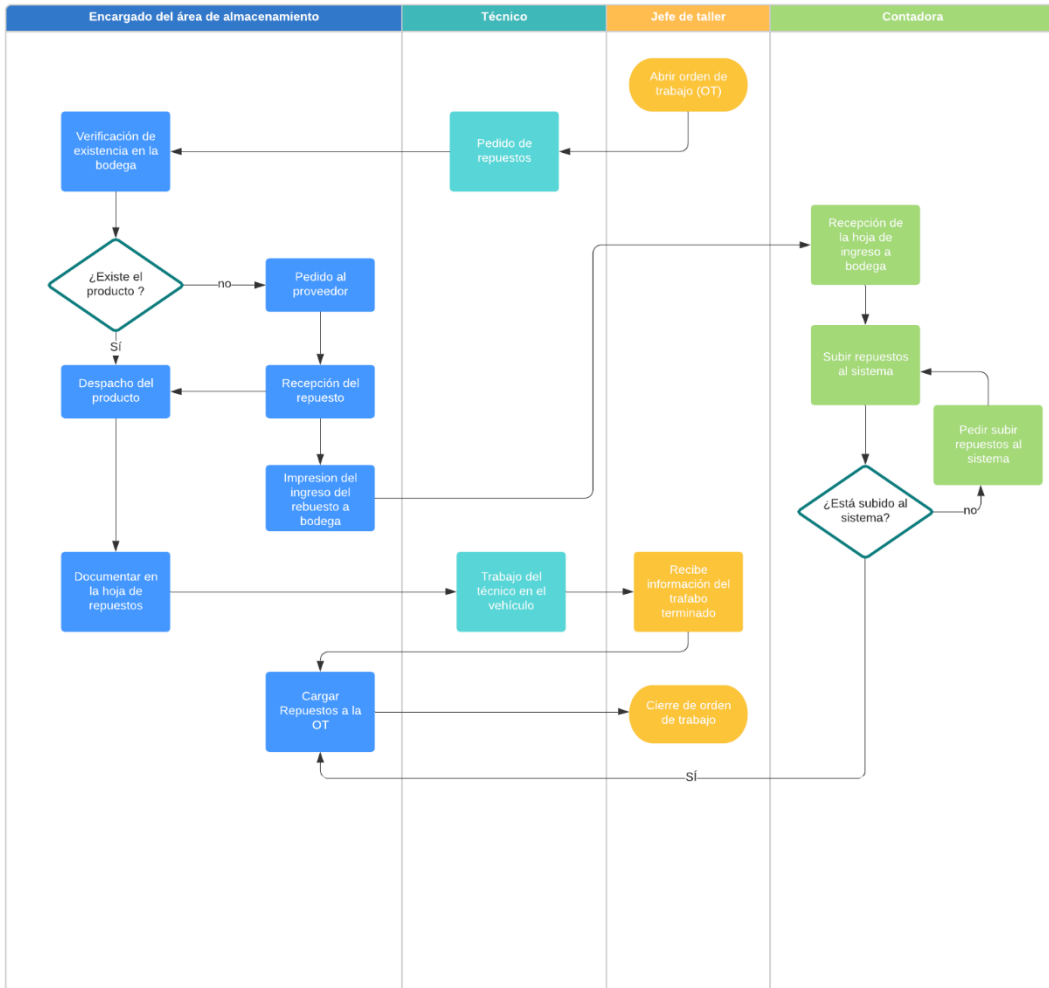 Encargado del área de almacenamiento
Técnico
Jefe de taller
Contadora
Abrir orden de
trabajo (OT)
Verificación de
existencia en la
bodega
Pedido de
repuestos
Recepción de
la hoja de
ingreso a
bodega
¿Existe el
producto ?
no
Pedido al
proveedor
Sí
Subir repuestos
al sistema
Despacho del
producto
Recepción del
repuesto
Pedir subir
repuestos al
sistema
Impresion del
ingreso del
rebuesto a
bodega
¿Está subido al
sistema?
no
Documentar en
la hoja de
repuestos
Trabajo del
técnico en el
vehículo
Recibe
información del
trafabo
terminado
Cargar
Repuestos a la
OT
Cierre de orden
de trabajo
SÍ